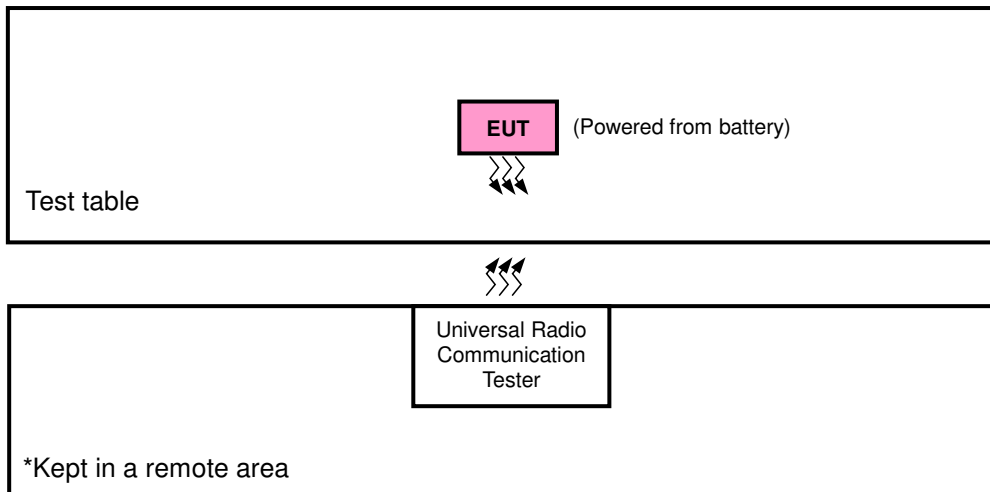 EUT (Powered from battery)
Test table
Universal Radio
Communication
Tester
*Kept in a remote area